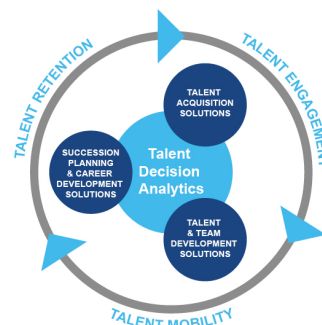 TALENT RETENTION
TALENT ENGAGEMENT
TALENT
ACQUISITION
SOLUTIONS
SUCCESSION
PLANNING
& CAREER
DEVELOPMENT
SOLUTIONS
Talent
Decision
Analytics
TALENT
& TEAM
DEVELOPMENT
SOLUTIONS
TALENT MOBILITY